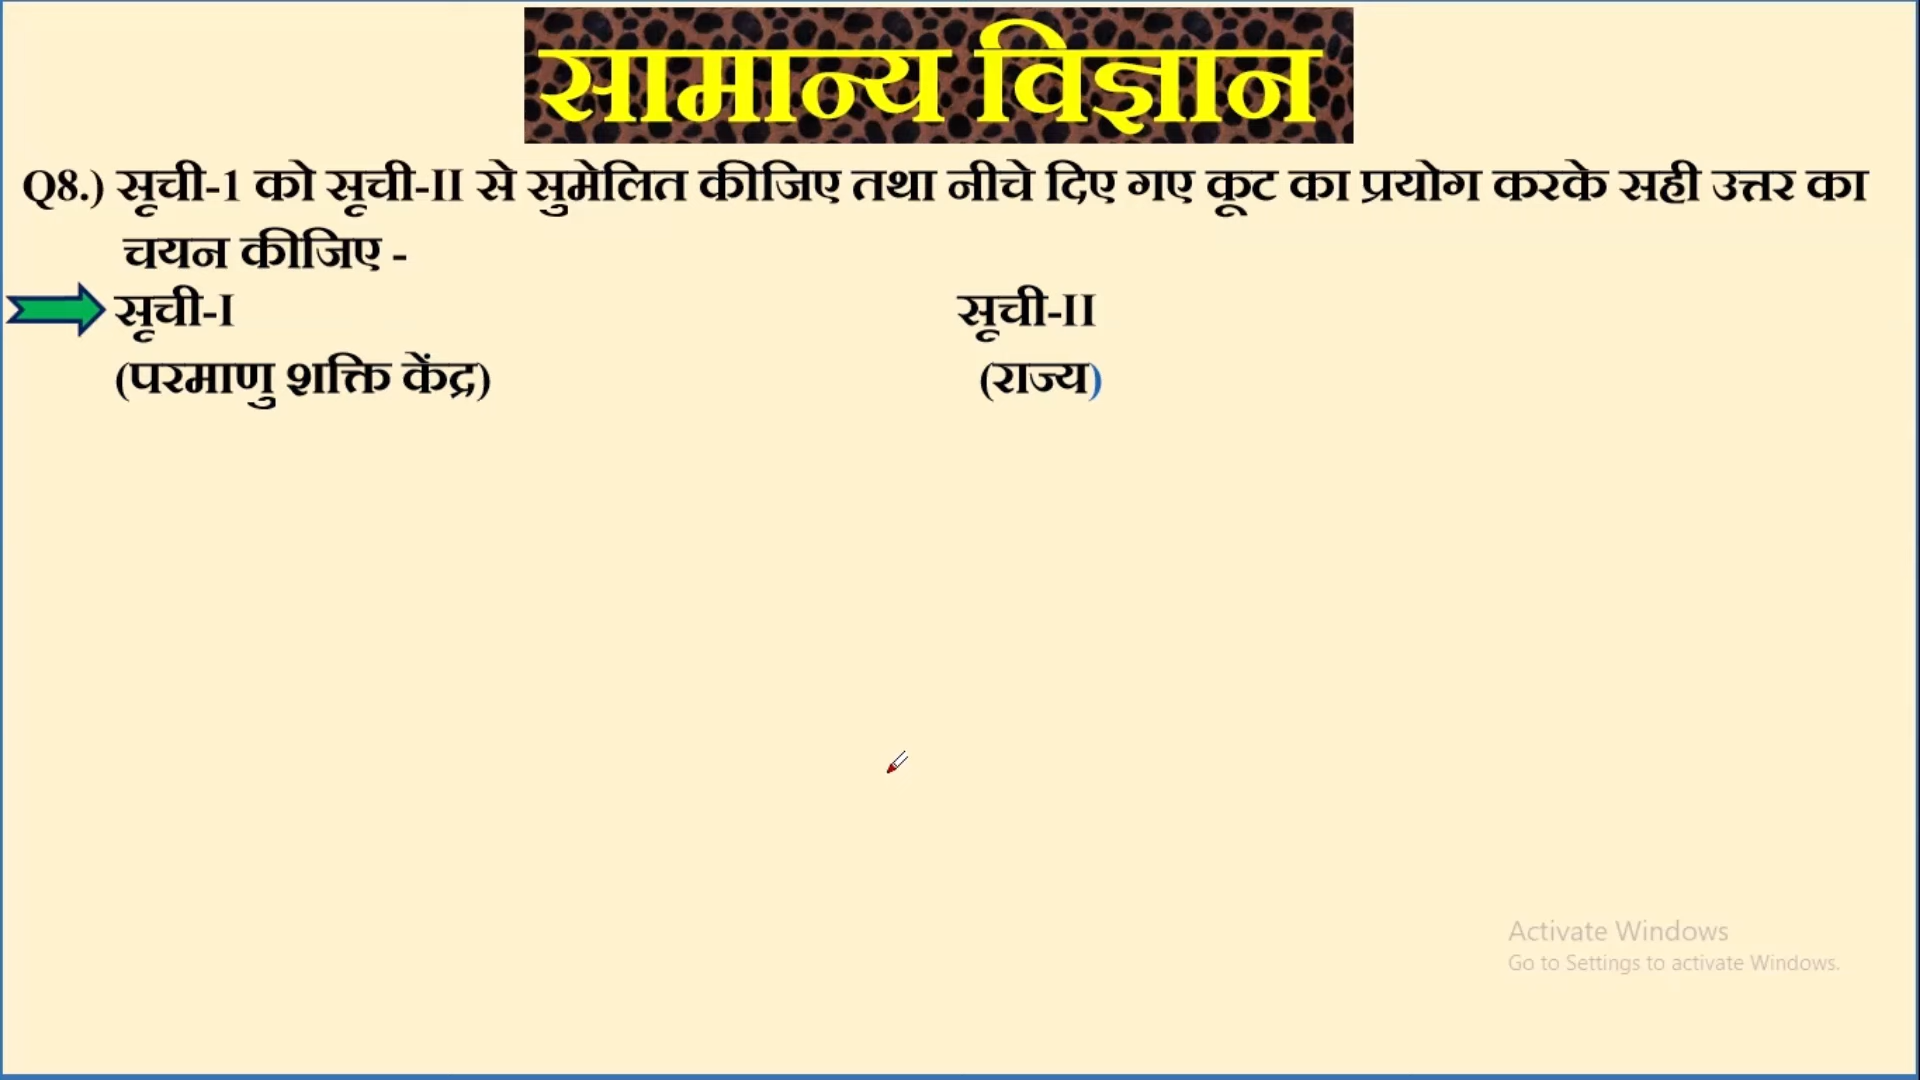 सामान्य विज्ञान
Q8.) सूची-1 को सूची-II से सुमेलित कीजिए तथा नीचे दिए गए कूट का प्रयोग करके सही उत्तर का
चयन कीजिए -
सूची-I सूची-II
(परमाणु शक्ति केंद्र) (राज्य)
Activate Windows
Go to Settings to activate Windows.